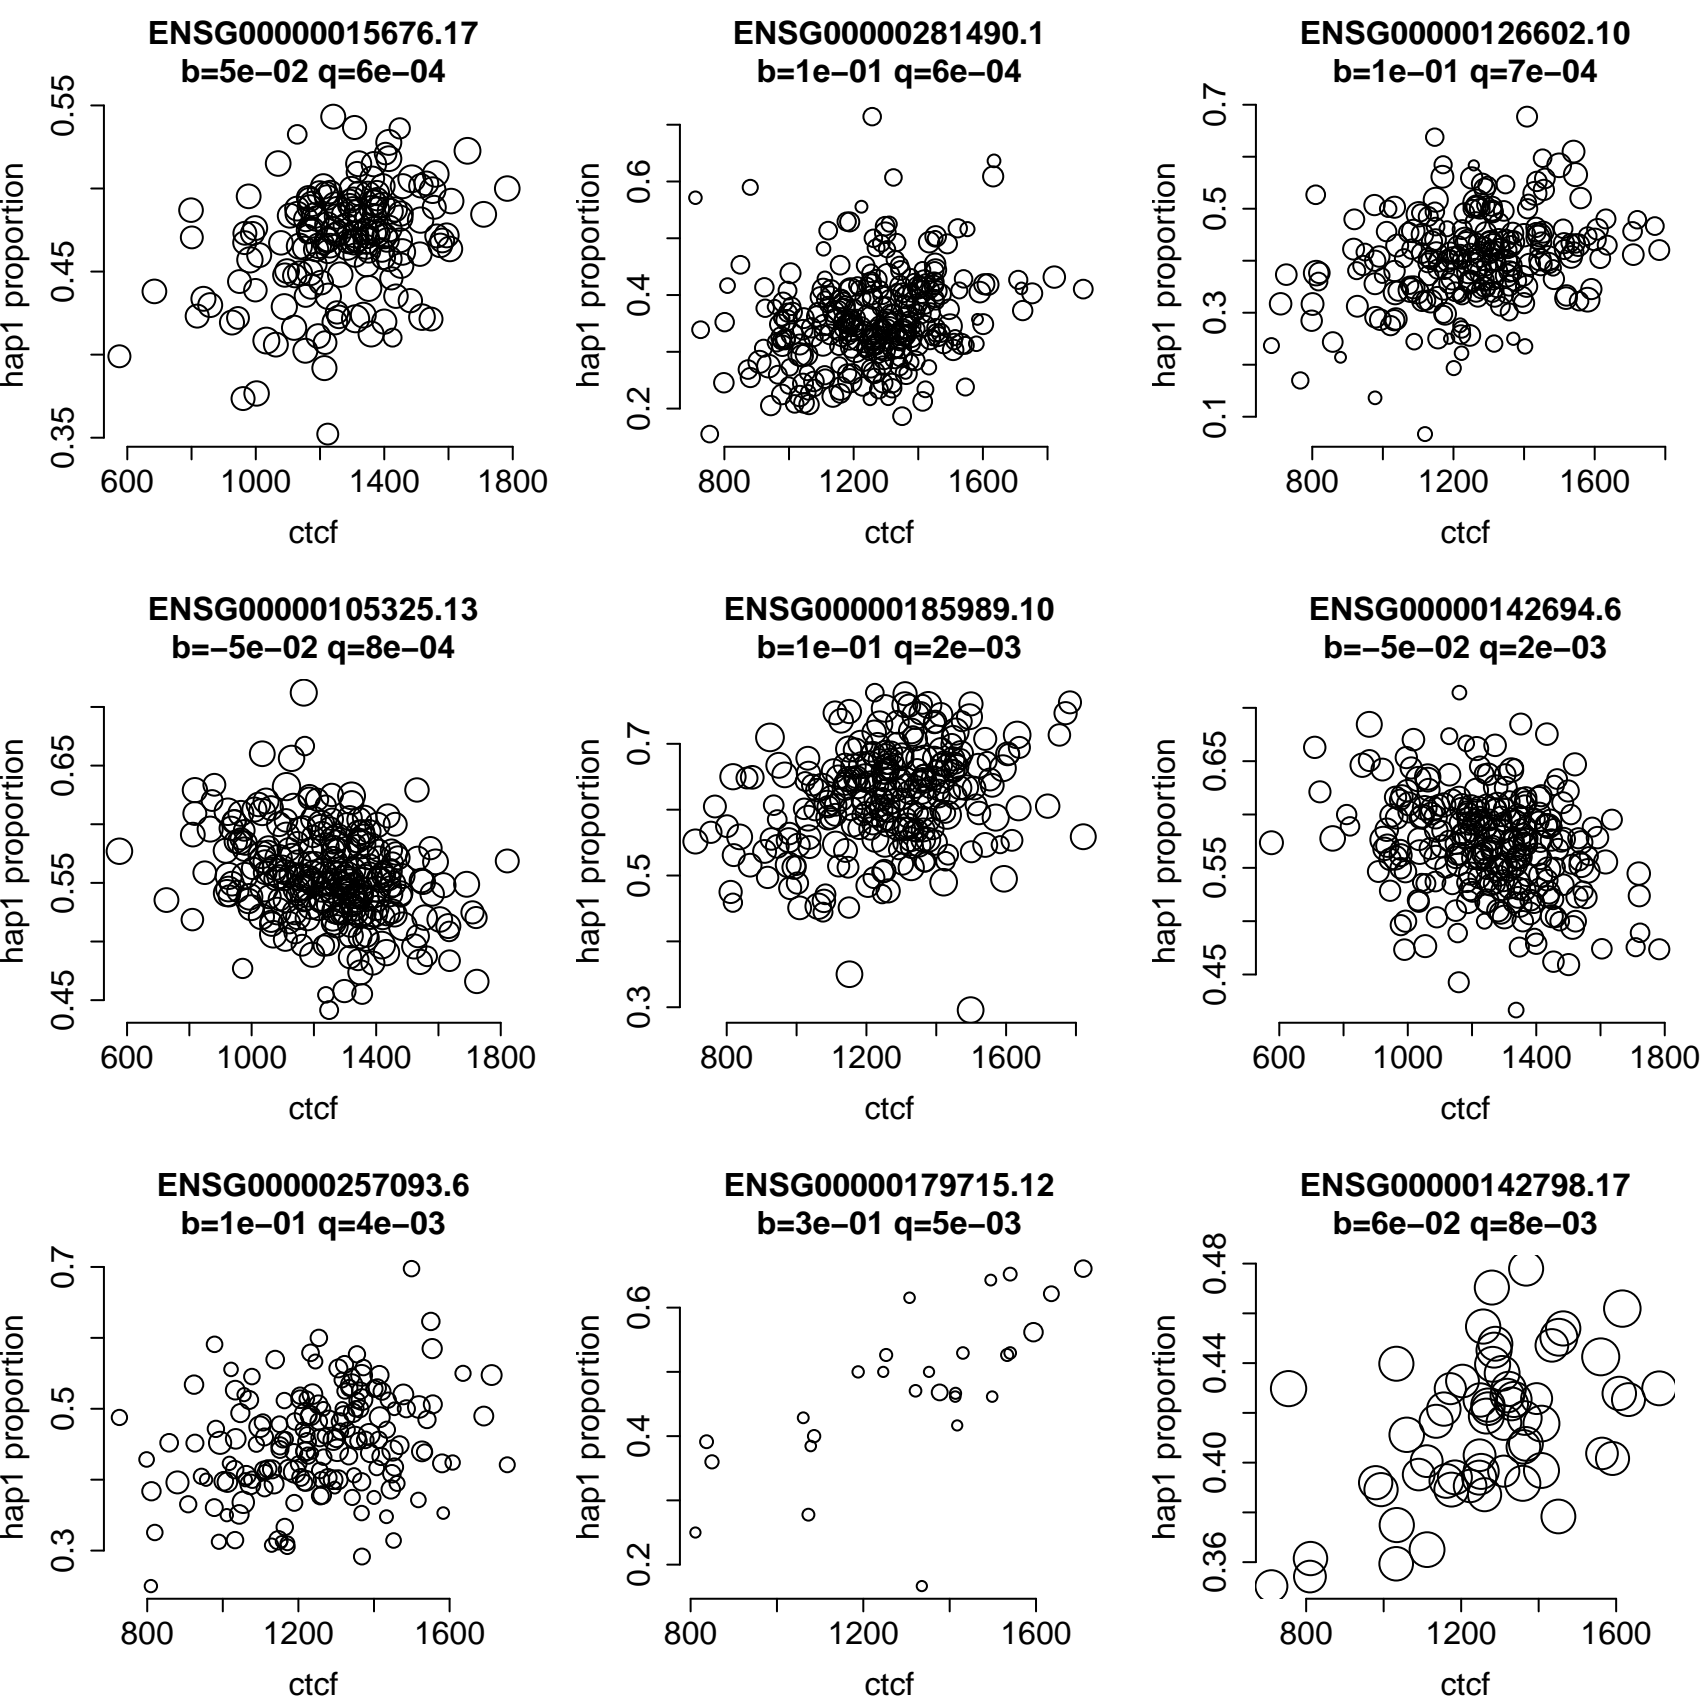 ENSG00000015676.17
b=5e−02 q=6e−04
hap1 proportion
0.35 0.45 0.55
600 1000 1400 1800
ctcf
ENSG00000281490.1
b=1e−01 q=6e−04
hap1 proportion
0.2 0.4 0.6
800 1200 1600
ctcf
ENSG00000126602.10
b=1e−01 q=7e−04
hap1 proportion
0.1 0.3 0.5 0.7
800 1200 1600
ctcf
ENSG00000105325.13
b=−5e−02 q=8e−04
hap1 proportion
0.45 0.55 0.65
600 1000 1400 1800
ctcf
ENSG00000185989.10
b=1e−01 q=2e−03
hap1 proportion
0.3 0.5 0.7
800 1200 1600
ctcf
ENSG00000142694.6
b=−5e−02 q=2e−03
hap1 proportion
0.45 0.55 0.65
600 1000 1400 1800
ctcf
ENSG00000257093.6
b=1e−01 q=4e−03
hap1 proportion
0.3 0.5 0.7
800 1200 1600
ctcf
ENSG00000179715.12
b=3e−01 q=5e−03
hap1 proportion
0.2 0.4 0.6
800 1200 1600
ctcf
ENSG00000142798.17
b=6e−02 q=8e−03
hap1 proportion
0.36 0.40 0.44 0.48
800 1200 1600
ctcf